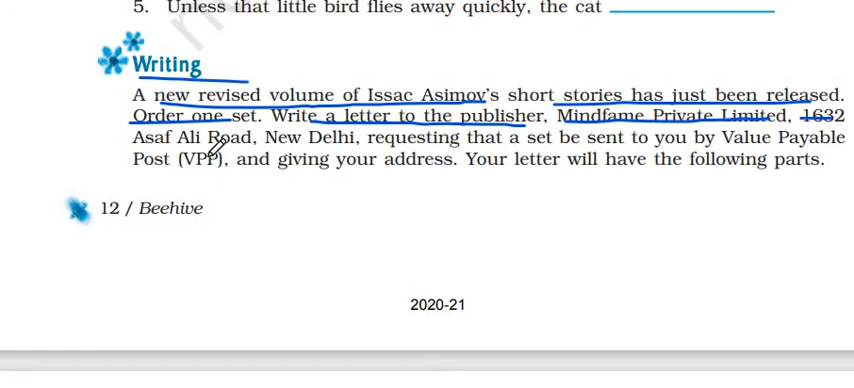 5. Unless that little bird flies away quickly, the cat
Writing
A new revised volume of Issac Asimov's short stories has just been released.
Order one set. Write a letter to the publisher, Mindfame Private Limited, 1632
Asaf Ali Road, New Delhi, requesting that a set be sent to you by Value Payable
Post (VPP), and giving your address. Your letter will have the following parts.
12 / Beehive
2020-21